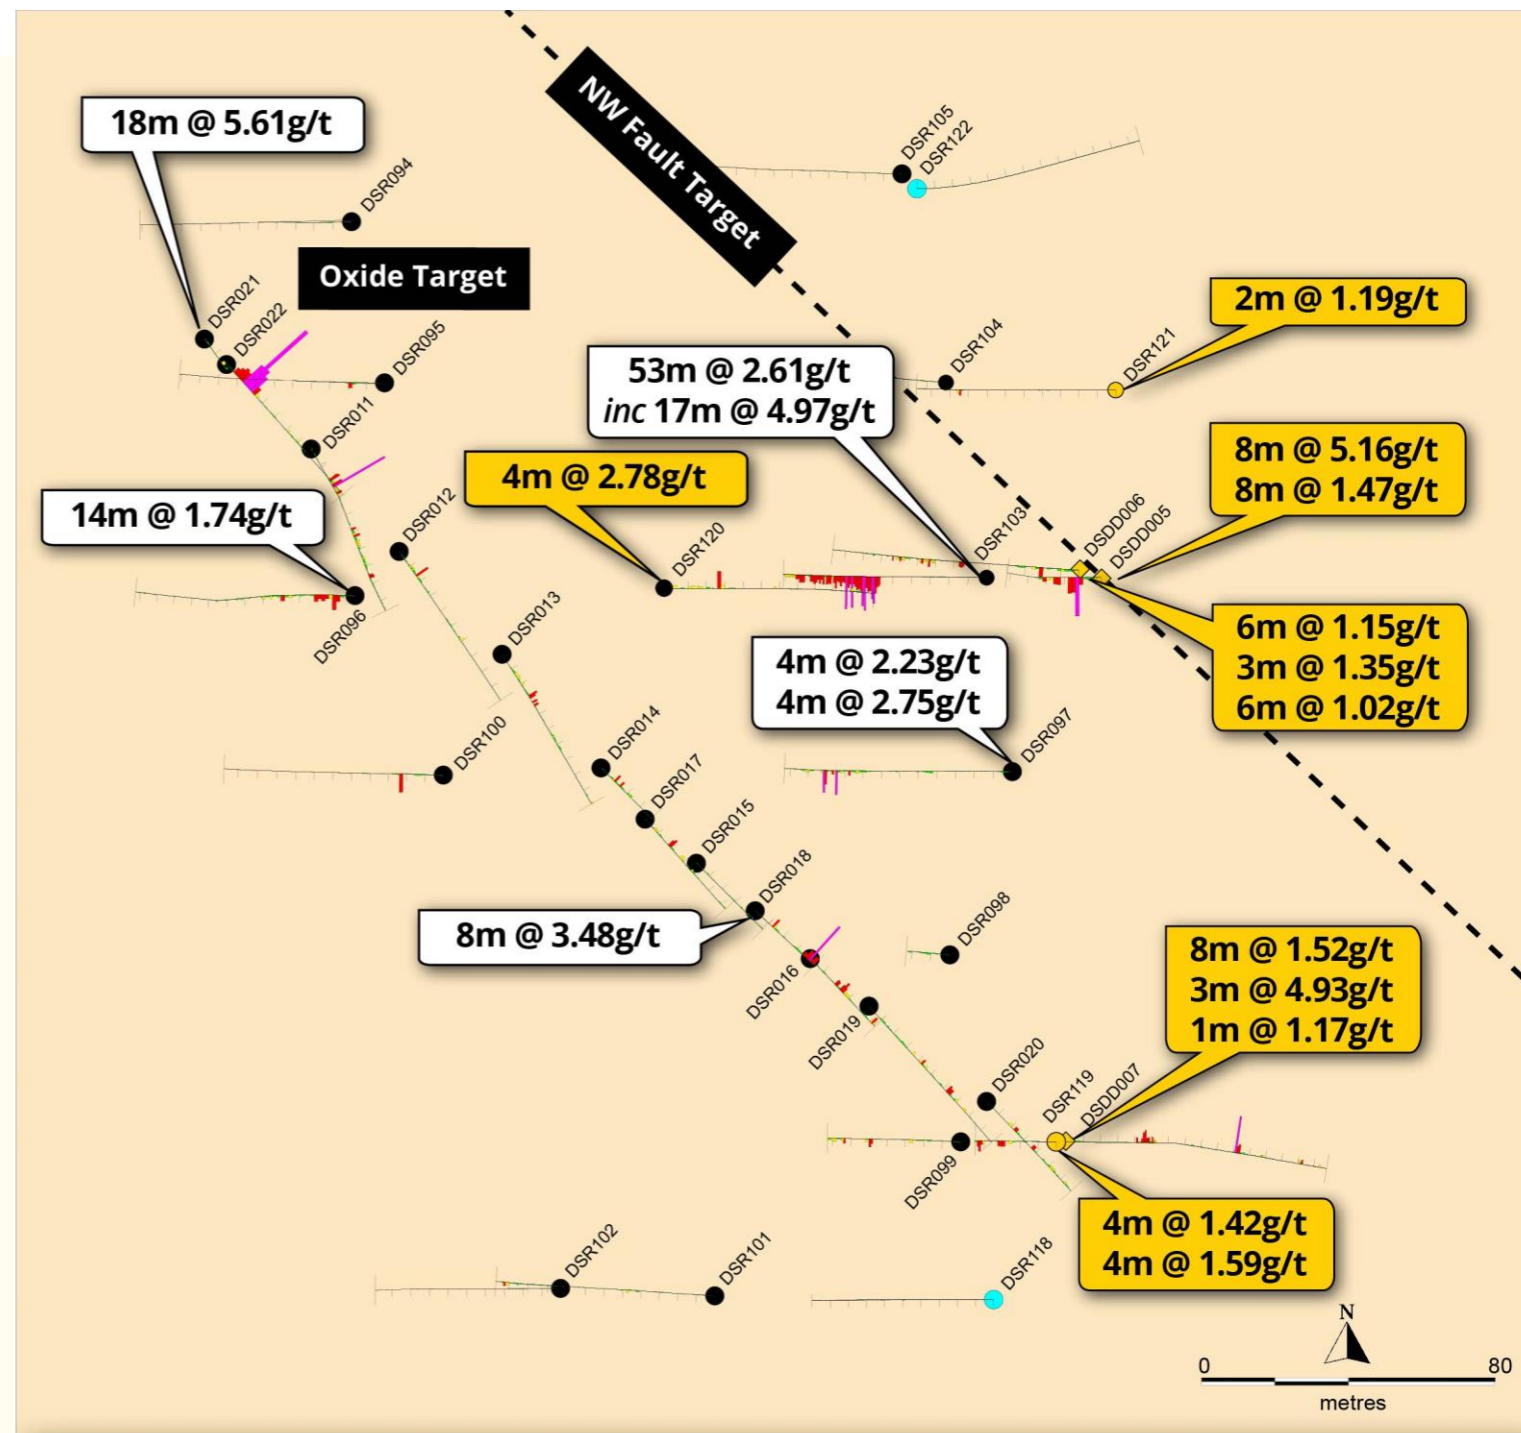 NW Fault Target
DSR105
DSR122
18m @ 5.61g/t
DSR094
Oxide Target
DSR021
DSR022
DSR095
2m @ 1.19g/t
DSR104
DSR121
53m @ 2.61g/t
inc 17m @ 4.97g/t
DSR011
8m @ 5.16g/t
8m @ 1.47g/t
4m @ 2.78g/t
14m @ 1.74g/t
DSR012
DSR120
DSR103
DSDD006
DSDD005
DSR096
DSR013
6m @ 1.15g/t
3m @ 1.35g/t
6m @ 1.02g/t
4m @ 2.23g/t
4m @ 2.75g/t
DSR100
DSR014
DSR017
DSR097
DSR015
DSR018
8m @ 3.48g/t
DSR098
DSR016
8m @ 1.52g/t
3m @ 4.93g/t
1m @ 1.17g/t
DSR019
DSR020
DSR119
DSDD007
DSR099
4m @ 1.42g/t
4m @ 1.59g/t
DSR102
DSR101
DSR118
N
0 80
metres